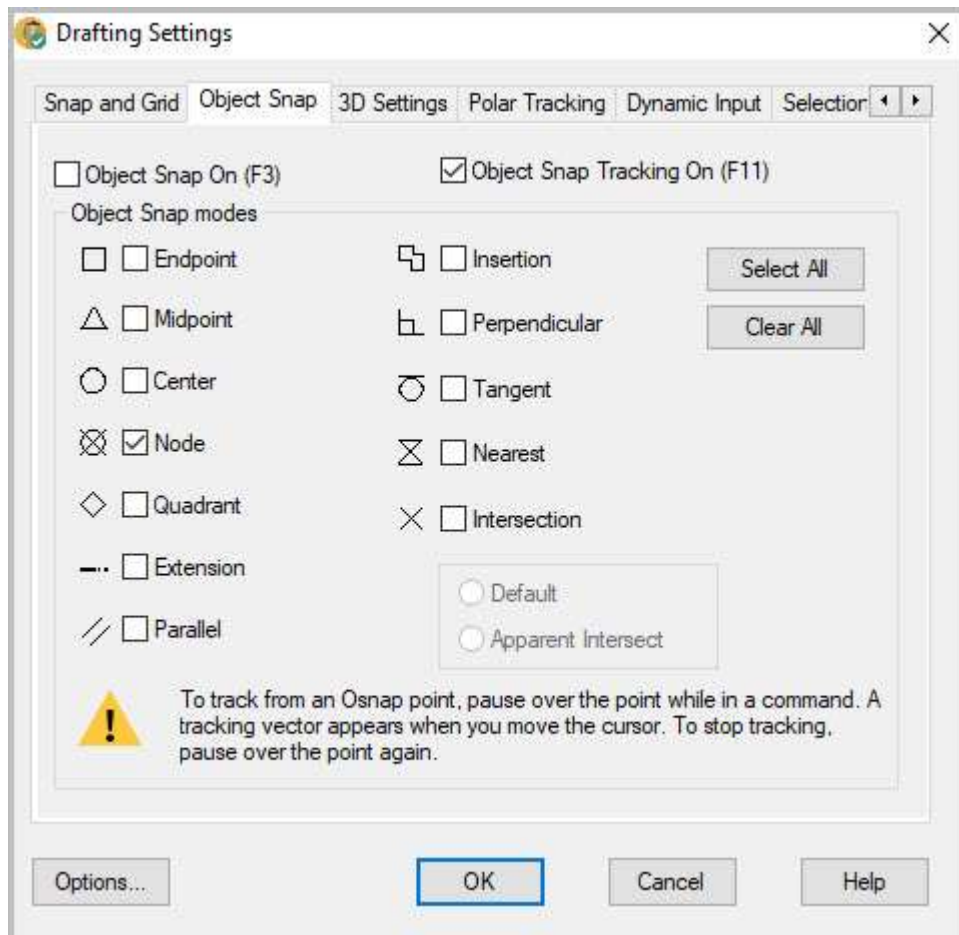 Drafting Settings
Snap and Grid Object Snap 3D Settings Polar Tracking Dynamic Input Selection
Object Snap On (F3) Object Snap Tracking On (F11)
Object Snap modes
Endpoint Insertion Select All
Midpoint Perpendicular Clear All
Center Tangent
Node Nearest
Quadrant Intersection
Extension Default
Parallel Apparent Intersect
To track from an Osnap point, pause over the point while in a command. A
tracking vector appears when you move the cursor. To stop tracking,
pause over the point again.
Options... OK Cancel Help